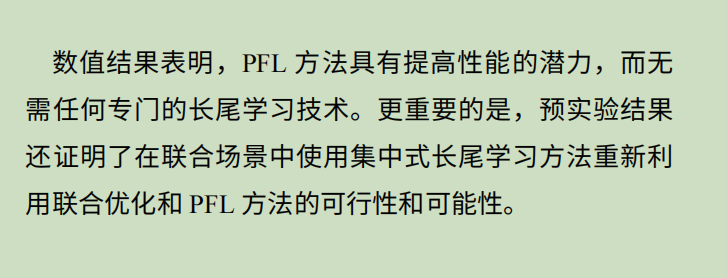 数值结果表明，PFL 方法具有提高性能的潜力，而无
需任何专门的长尾学习技术。更重要的是，预实验结果
还证明了在联合场景中使用集中式长尾学习方法重新利
用联合优化和 PFL 方法的可行性和可能性。